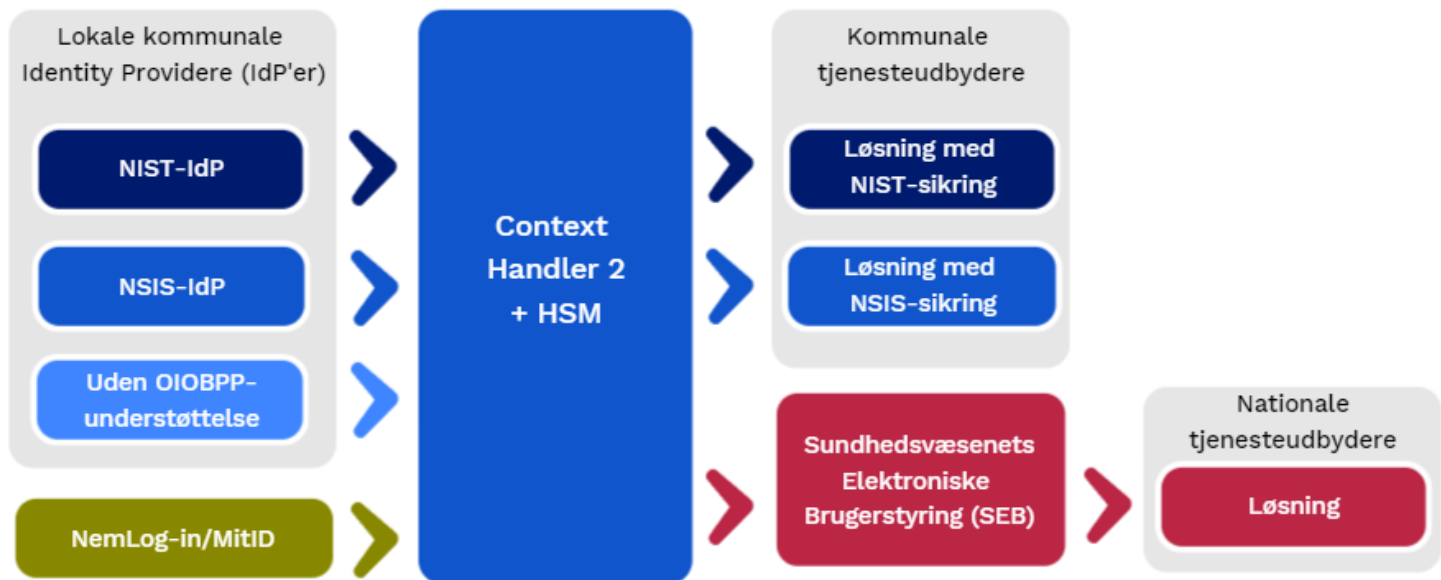 Lokale kommunale
Identity Providere (IdP'er)
NIST-IdP
NSIS-IdP
Uden OIOBPP-
understøttelse
NemLog-in/MitID
Context
Handler 2
+ HSM
Kommunale
tjenesteudbydere
Løsning med
NIST-sikring
Løsning med
NSIS-sikring
Sundhedsvæsenets
Elektroniske
Brugerstyring (SEB)
Nationale
tjenesteudbydere
Løsning